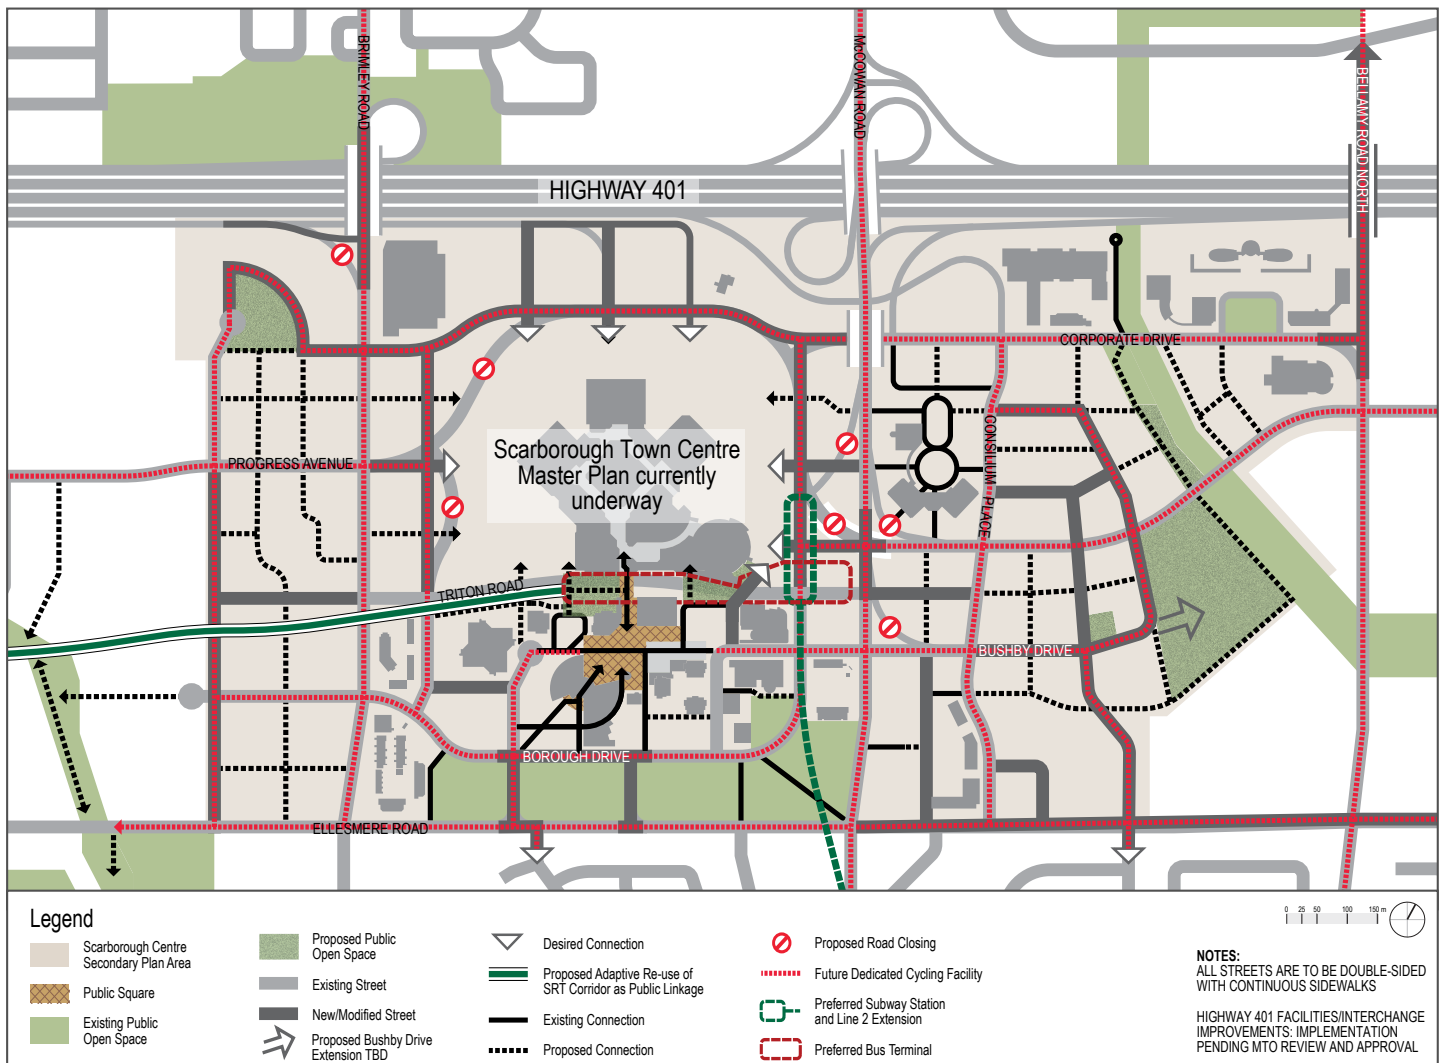 BRIMLEY ROAD
McCOWAN ROAD
BELLAMY ROAD NORTH
HIGHWAY 401
CORPORATE DRIVE
Scarborough Town Centre
Master Plan currently
underway
PROGRESS AVENUE
CONSILIUM PLACE
TRITON ROAD
BUSHBY DRIVE
BOROUGH DRIVE
ELLESMERE ROAD
Legend
Scarborough Centre
Secondary Plan Area
Public Square
Existing Public
Open Space
Proposed Public
Open Space
Existing Street
New/Modified Street
Proposed Bushby Drive
Extension TBD
Desired Connection
Proposed Adaptive Re-use of
SRT Corridor as Public Linkage
Existing Connection
Proposed Connection
Proposed Road Closing
Future Dedicated Cycling Facility
Preferred Subway Station
and Line 2 Extension
Preferred Bus Terminal
0 25 50 100 150 m
NOTES:
ALL STREETS ARE TO BE DOUBLE-SIDED
WITH CONTINUOUS SIDEWALKS
HIGHWAY 401 FACILITIES/INTERCHANGE
IMPROVEMENTS: IMPLEMENTATION
PENDING MTO REVIEW AND APPROVAL